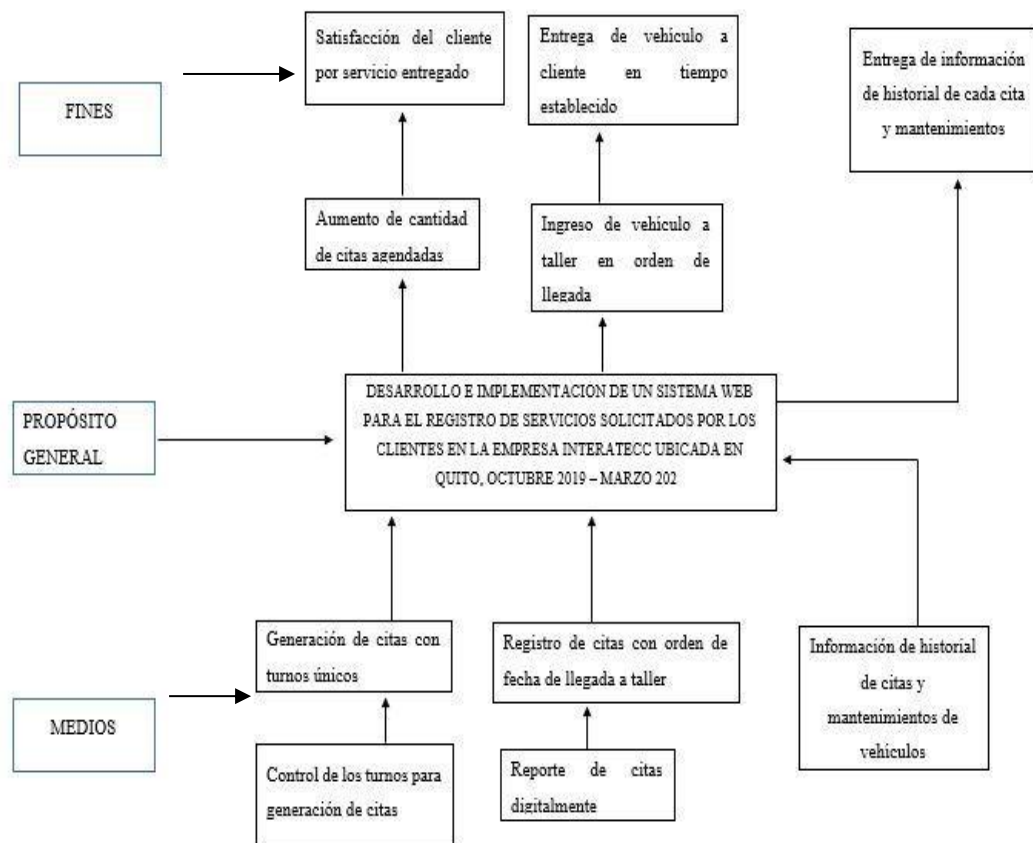 Satisfacción del cliente
por servicio entregado
Entrega de vehículo a
cliente en tiempo
establecido
Entrega de información
de historial de cada cita
y mantenimientos
FINES
Aumento de cantidad
de citas agendadas
Ingreso de vehículo a
taller en orden de
llegada
PROPÓSITO
GENERAL
DESARROLLO E IMPLEMENTACION DE UN SISTEMA WEB
PARA EL REGISTRO DE SERVICIOS SOLICITADOS POR LOS
CLIENTES EN LA EMPRESA INTERATECC UBICADA EN
QUITO, OCTUBRE 2019 – MARZO 202
Generación de citas con
turnos únicos
Registro de citas con orden de
fecha de llegada a taller
Información de historial
de citas y
mantenimientos de
vehículos
MEDIOS
Control de los turnos para
generación de citas
Reporte de citas
digitalmente